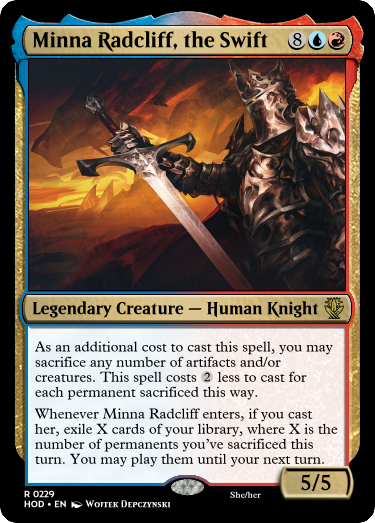 Minna Radcliff, the Swift 8
Legendary Creature — Human Knight
As an additional cost to cast this spell, you may
sacrifice any number of artifacts and/or
creatures. This spell costs 2 less to cast for
each permanent sacrificed this way.
Whenever Minna Radcliff enters, if you cast
her, exile X cards of your library, where X is the
number of permanents you’ve sacrificed this
turn. You may play them until your next turn.
5/5
R 0229
HOD • EN Wojtek Depczynski She/her